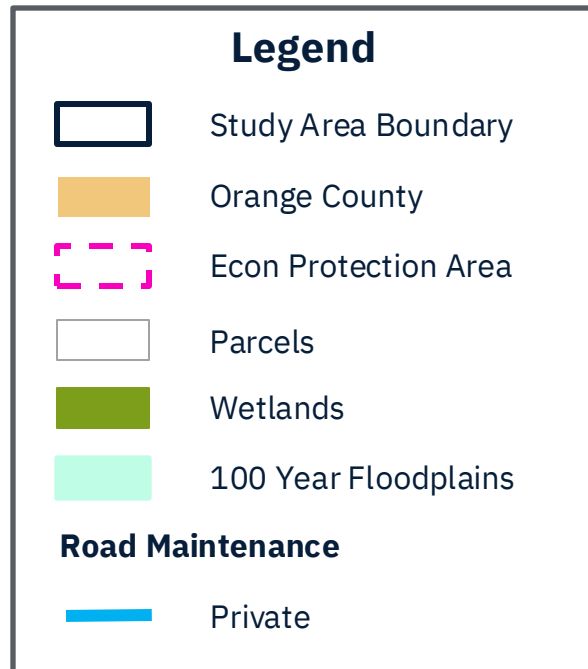 Legend
Study Area Boundary
Orange County
Econ Protection Area
Parcels
Wetlands
100 Year Floodplains
Road Maintenance
Private